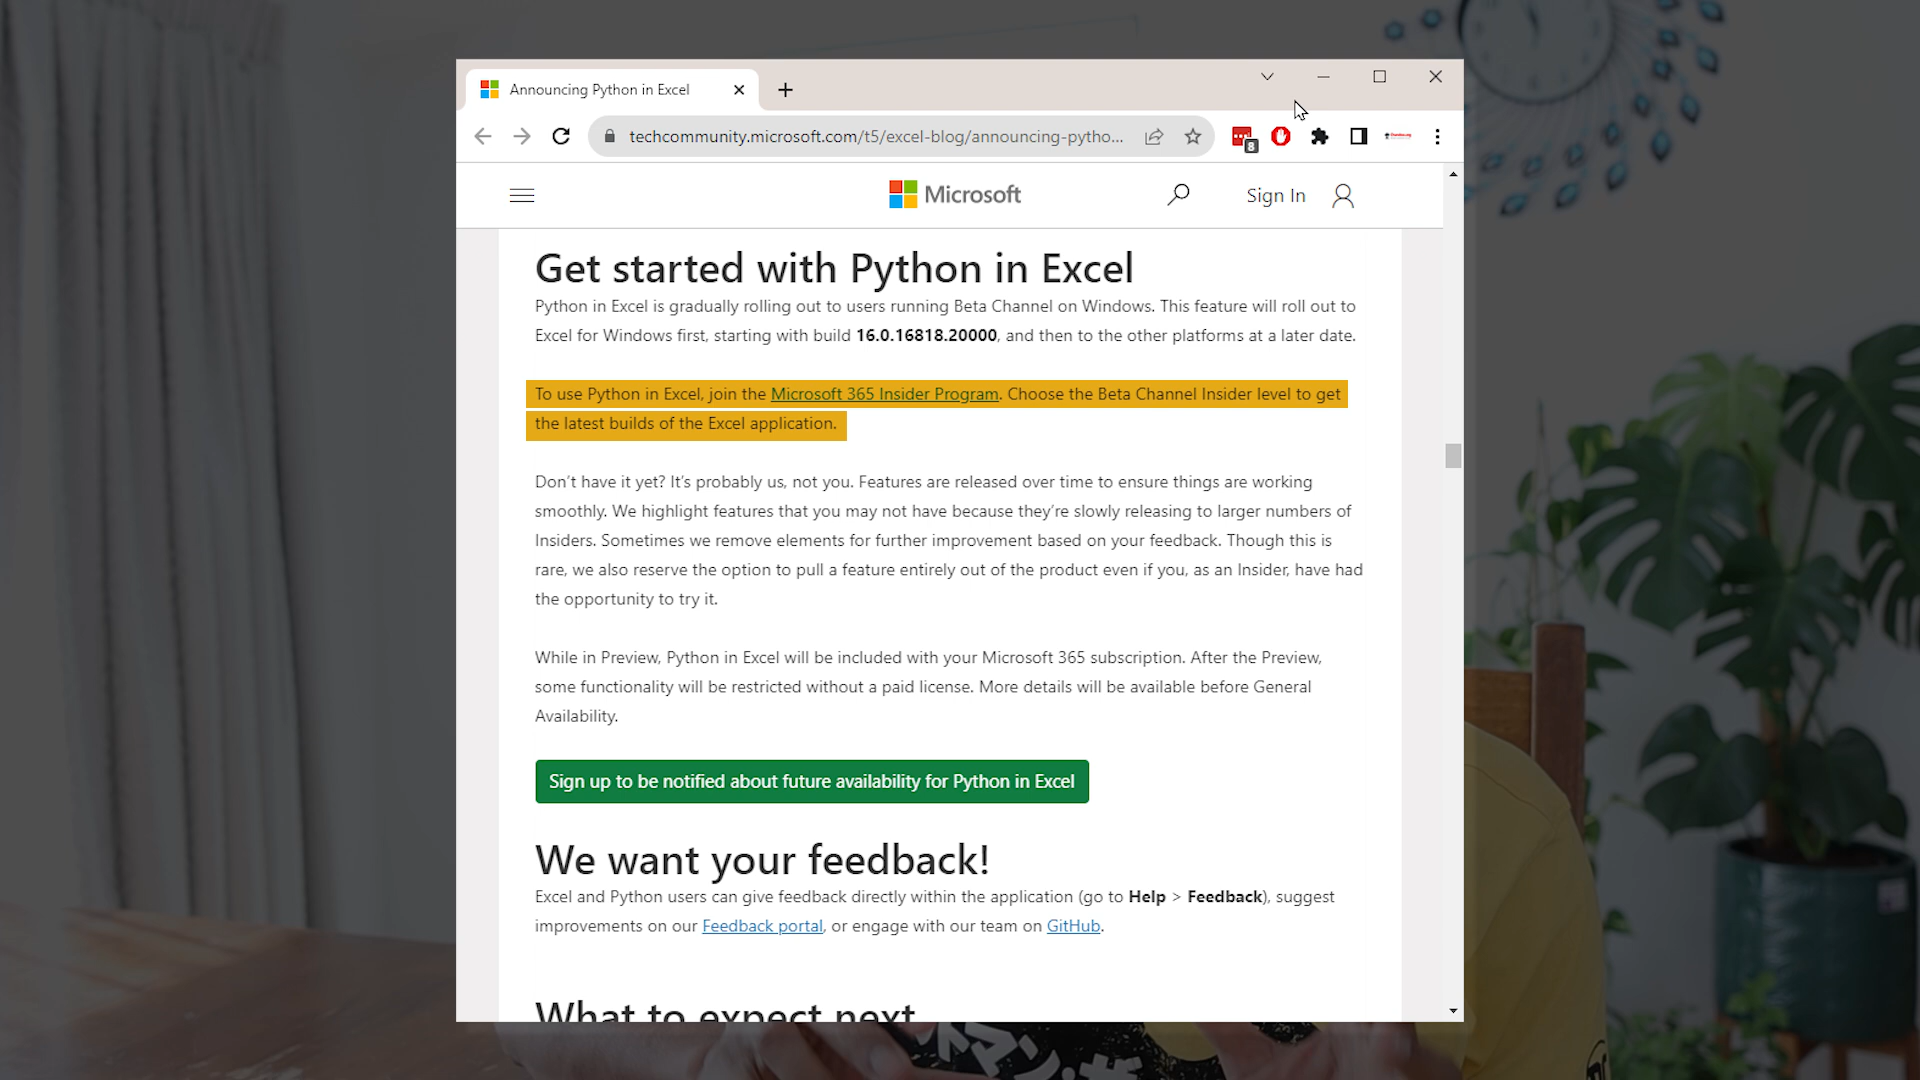 Announcing Python in Excel
techcommunity.microsoft.com/t5/excel-blog/announcing-pytho...
8
Microsoft
Sign In
Get started with Python in Excel
Python in Excel is gradually rolling out to users running Beta Channel on Windows. This feature will roll out to
Excel for Windows first, starting with build 16.0.16818.20000, and then to the other platforms at a later date.
To use Python in Excel, join the Microsoft 365 Insider Program. Choose the Beta Channel Insider level to get
the latest builds of the Excel application.
Don't have it yet? It's probably us, not you. Features are released over time to ensure things are working
smoothly. We highlight features that you may not have because they're slowly releasing to larger numbers of
Insiders. Sometimes we remove elements for further improvement based on your feedback. Though this is
rare, we also reserve the option to pull a feature entirely out of the product even if you, as an Insider, have had
the opportunity to try it.
While in Preview, Python in Excel will be included with your Microsoft 365 subscription. After the Preview,
some functionality will be restricted without a paid license. More details will be available before General
Availability.
Sign up to be notified about future availability for Python in Excel
We want your feedback!
Excel and Python users can give feedback directly within the application (go to Help > Feedback), suggest
improvements on our Feedback portal, or engage with our team on GitHub.
What to expect next